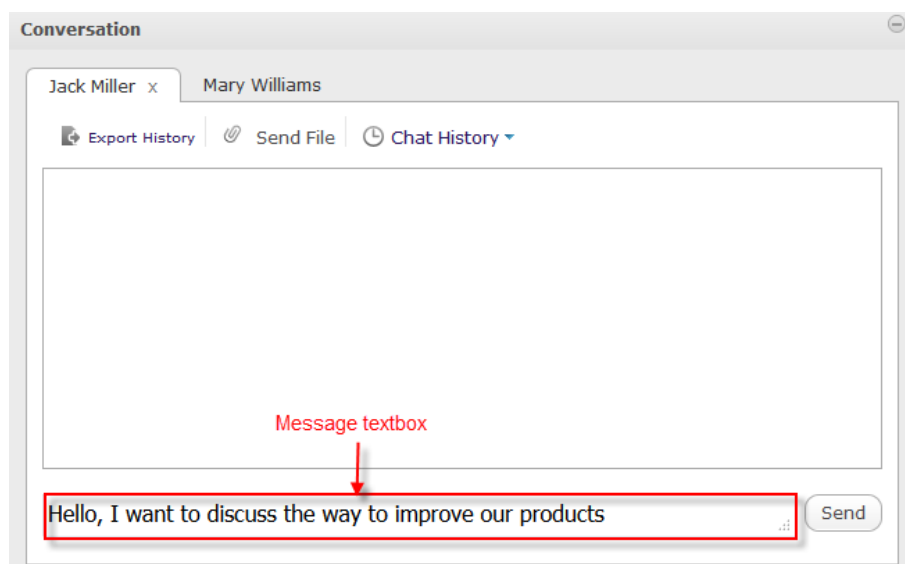 Conversation
Jack Miller x Mary Williams
Export History Send File Chat History
Message textbox
Hello, I want to discuss the way to improve our products Send